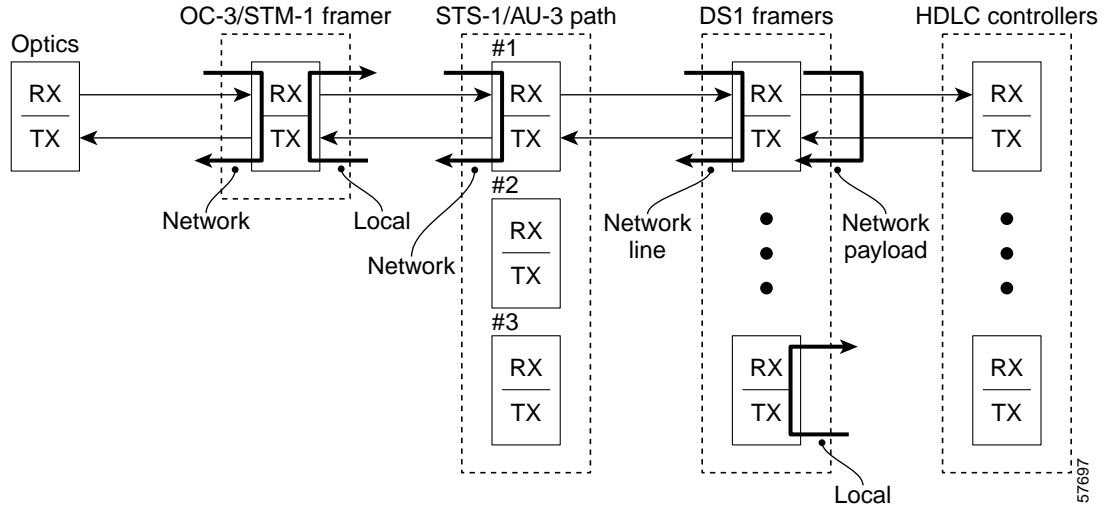 OC-3/STM-1 framer
STS-1/AU-3 path
DS1 framers
HDLC controllers
Optics
#1
RX
TX
RX
TX
RX
TX
RX
TX
RX
TX
Network
Local
Network
#2
RX
TX
Network
line
Network
payload
#3
RX
TX
RX
TX
RX
TX
Local
57697